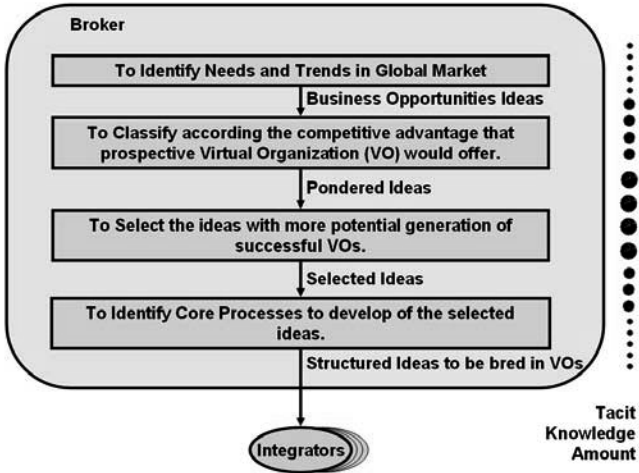 Broker
To Identify Needs and Trends in Global Market
Business Opportunities Ideas
To Classify according the competitive advantage that
prospective Virtual Organization (VO) would offer.
Pondered Ideas
To Select the ideas with more potential generation of
successful VOs.
Selected Ideas
To Identify Core Processes to develop of the selected
ideas.
Structured Ideas to be bred in VOs
Integrators
Tacit
Knowledge
Amount